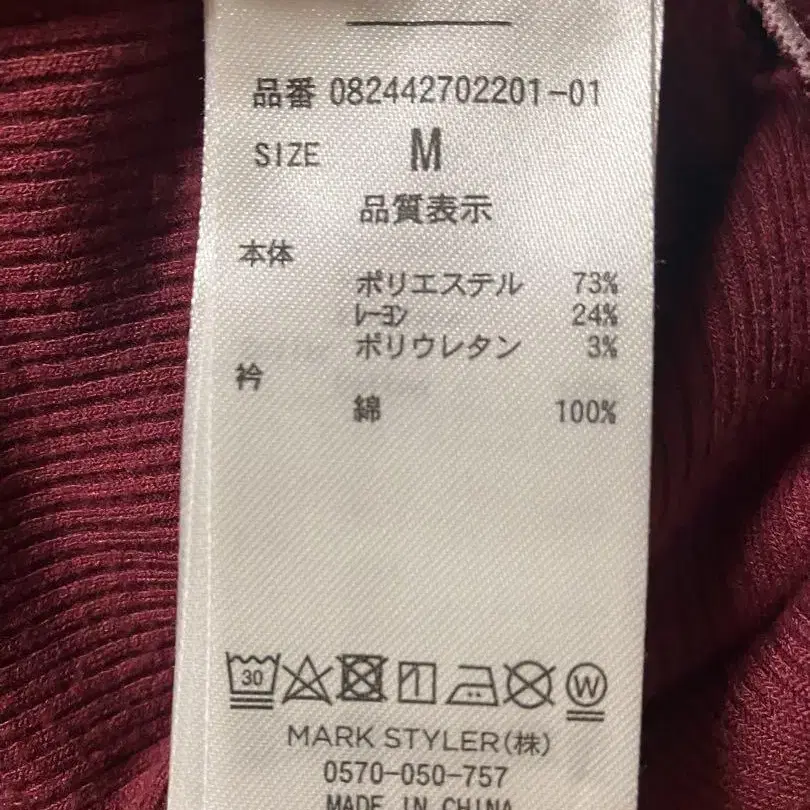 品番 082442702201-01
SIZE M
品質表示
本体
ポリエステル 73%
レーヨン 24%
ポリウレタン 3%
衿
綿 100%
30
W
MARK STYLER(株)
0570-050-757
MADE IN CHINA